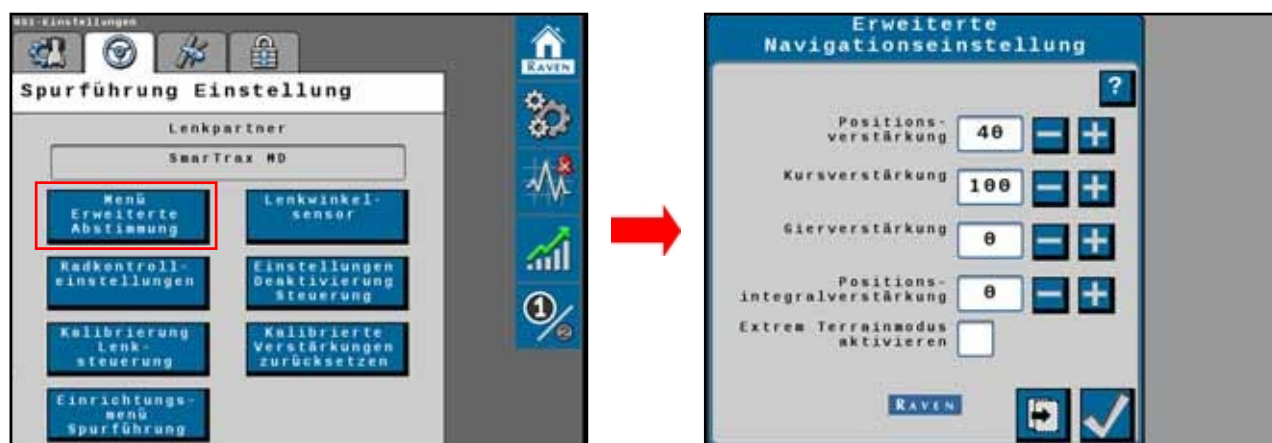 NSI-Einstellungen
Spurführung Einstellung
Lenkpartner
SmarTrax MD
Menü
Erweiterte
Abstimmung
Lenkwinkel-
sensor
Radkontroll-
einstellungen
Einstellungen
Deaktivierung
Steuerung
Kalibrierung
Lenk-
steuerung
Kalibrierte
Verstärkungen
zurücksetzen
Einrichtungs-
menü
Spurführung
RAVEN
1/2
Erweiterte
Navigationseinstellung
?
Positions-
verstärkung 40 − +
Kursverstärkung 100 − +
Gierverstärkung 0 − +
Positions-
integralverstärkung 0 − +
Extrem Terrainmodus
aktivieren
RAVEN